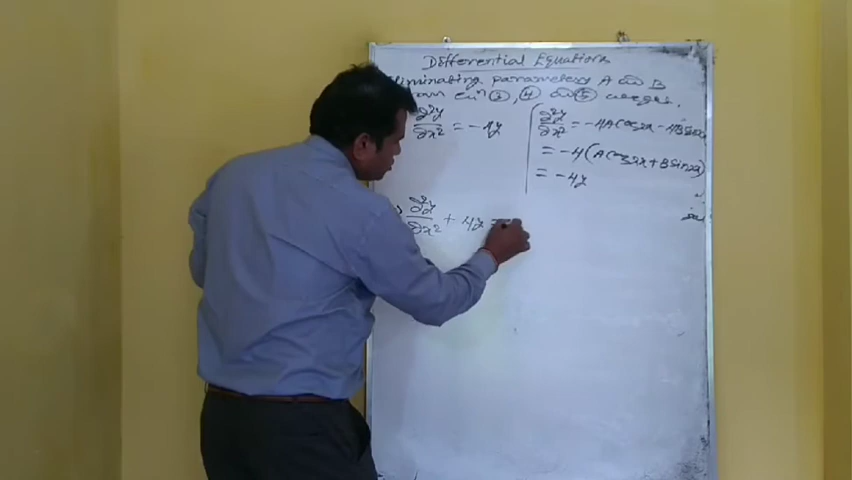 Differential Equations
Eliminating parameters A and B
from eqn ③, ④ and ⑤ we get.
d²y/dx² = -4y
d²y/dx² = -4A Cos2x - 4B Sin2x
= -4(A Cos2x + B Sin2x)
= -4y
d²y/dx² + 4y =